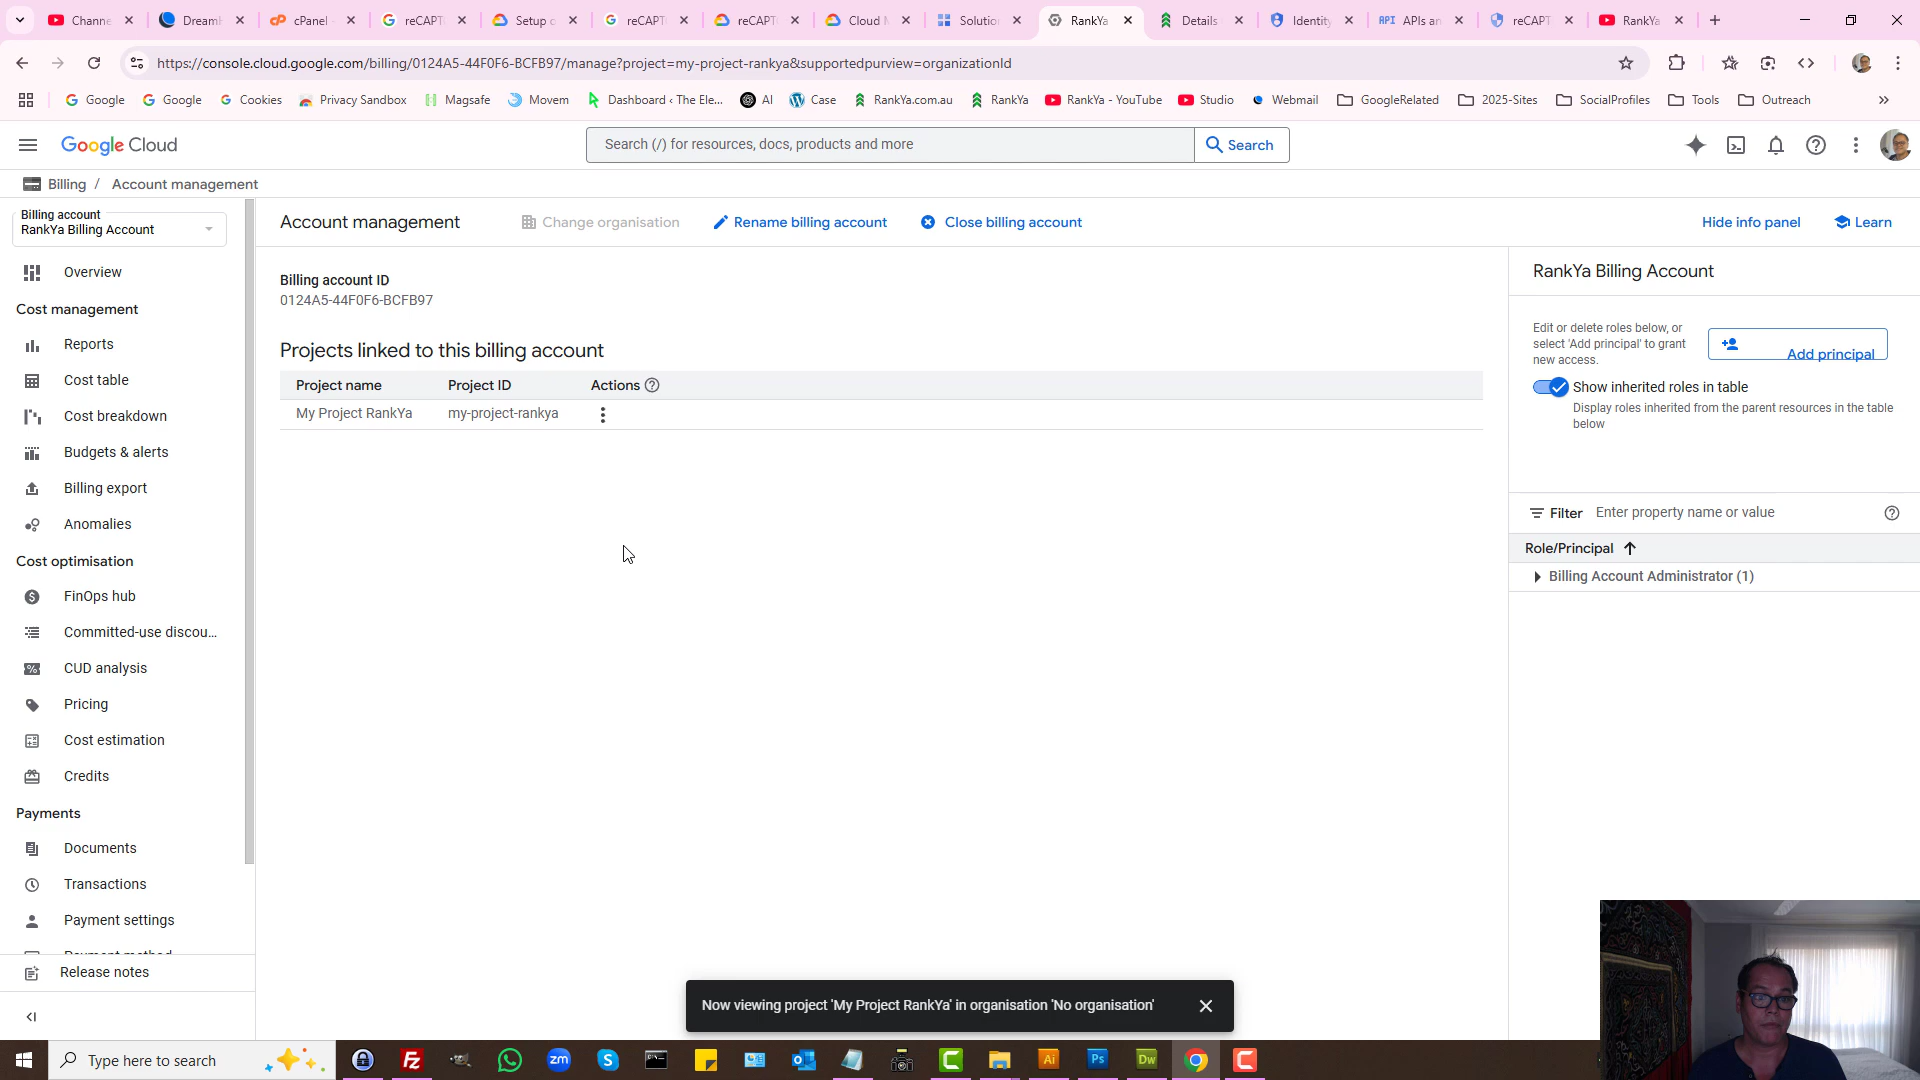 Channe
DreamH
cPanel
reCAPT
Setup o
reCAPT
reCAPT
Cloud M
Solution
RankYa
Details
Identity
API APIs an
reCAPT
RankYa
https://console.cloud.google.com/billing/0124A5-44F0F6-BCFB97/manage?project=my-project-rankya&supportedpurview=organizationId
Google
Google
Cookies
Privacy Sandbox
Magsafe
Movem
Dashboard ‹ The Ele...
AI
Case
RankYa.com.au
RankYa
RankYa - YouTube
Studio
Webmail
GoogleRelated
2025-Sites
SocialProfiles
Tools
Outreach
Google Cloud
Search (/) for resources, docs, products and more
Search
Billing / Account management
Billing account
RankYa Billing Account
Overview
Cost management
Reports
Cost table
Cost breakdown
Budgets & alerts
Billing export
Anomalies
Cost optimisation
FinOps hub
Committed-use discou...
CUD analysis
Pricing
Cost estimation
Credits
Payments
Documents
Transactions
Payment settings
Payment method
Release notes
Account management
Change organisation
Rename billing account
Close billing account
Hide info panel
Learn
Billing account ID
0124A5-44F0F6-BCFB97
Projects linked to this billing account
Project name Project ID Actions
My Project RankYa my-project-rankya
RankYa Billing Account
Edit or delete roles below, or
select 'Add principal' to grant
new access.
Add principal
Show inherited roles in table
Display roles inherited from the parent resources in the table
below
Filter Enter property name or value
Role/Principal
Billing Account Administrator (1)
Now viewing project 'My Project RankYa' in organisation 'No organisation'
Type here to search
zm
Ai
Ps
Dw